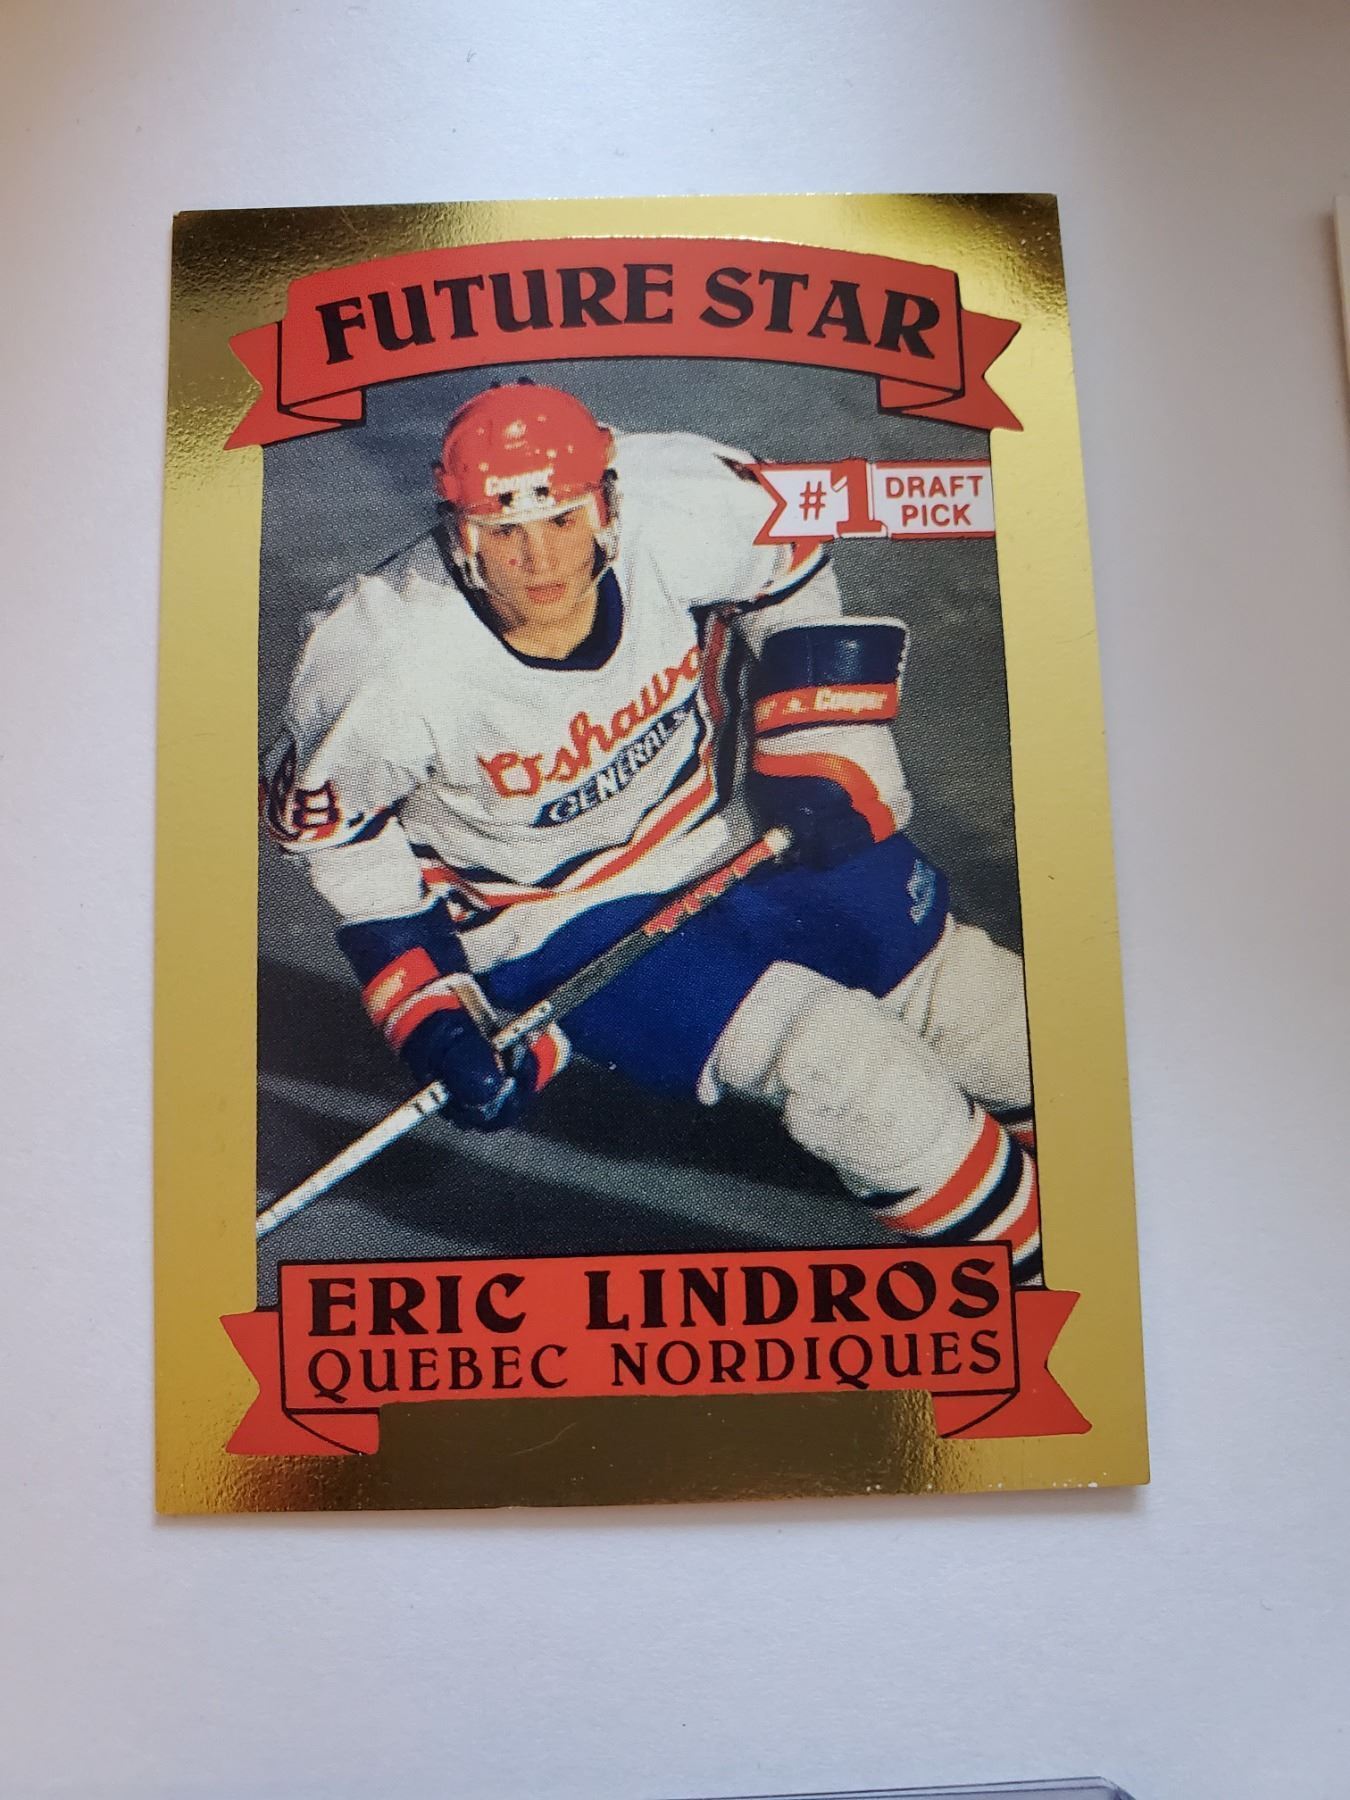 FUTURE STAR
#1 DRAFT
PICK
Cooper
Cooper
Oshawa
GENERALS
ERIC LINDROS
QUEBEC NORDIQUES